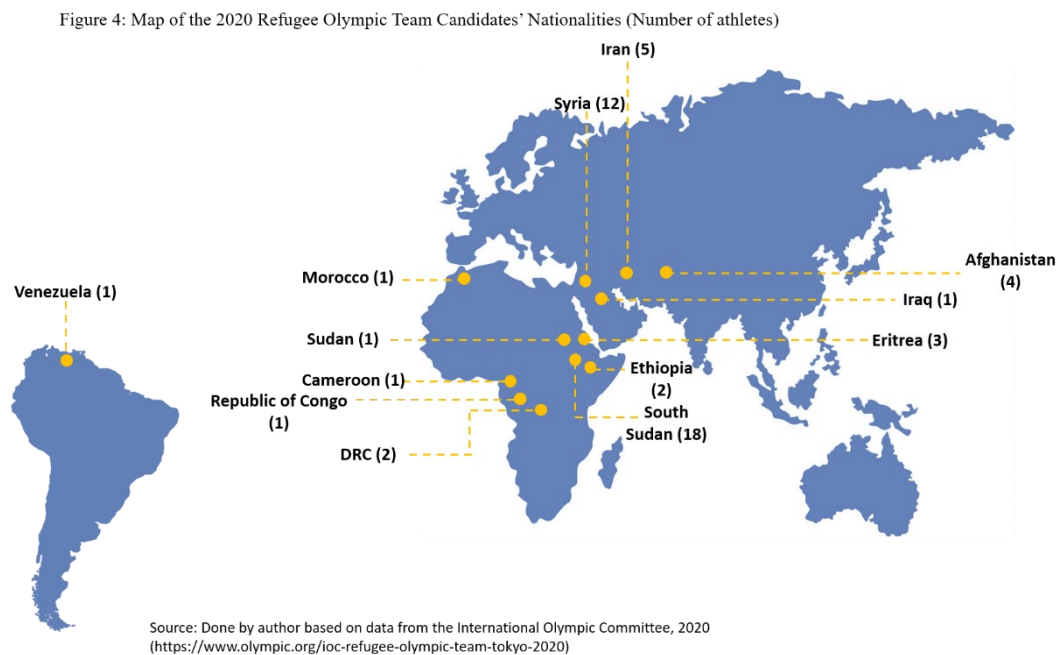 Figure 4: Map of the 2020 Refugee Olympic Team Candidates' Nationalities (Number of athletes)
Iran (5)
Syria (12)
Afghanistan
(4)
Morocco (1)
Venezuela (1)
Iraq (1)
Sudan (1)
Eritrea (3)
Ethiopia
(2)
Cameroon (1)
Republic of Congo
(1)
South
Sudan (18)
DRC (2)
Source: Done by author based on data from the International Olympic Committee, 2020
(https://www.olympic.org/ioc-refugee-olympic-team-tokyo-2020)